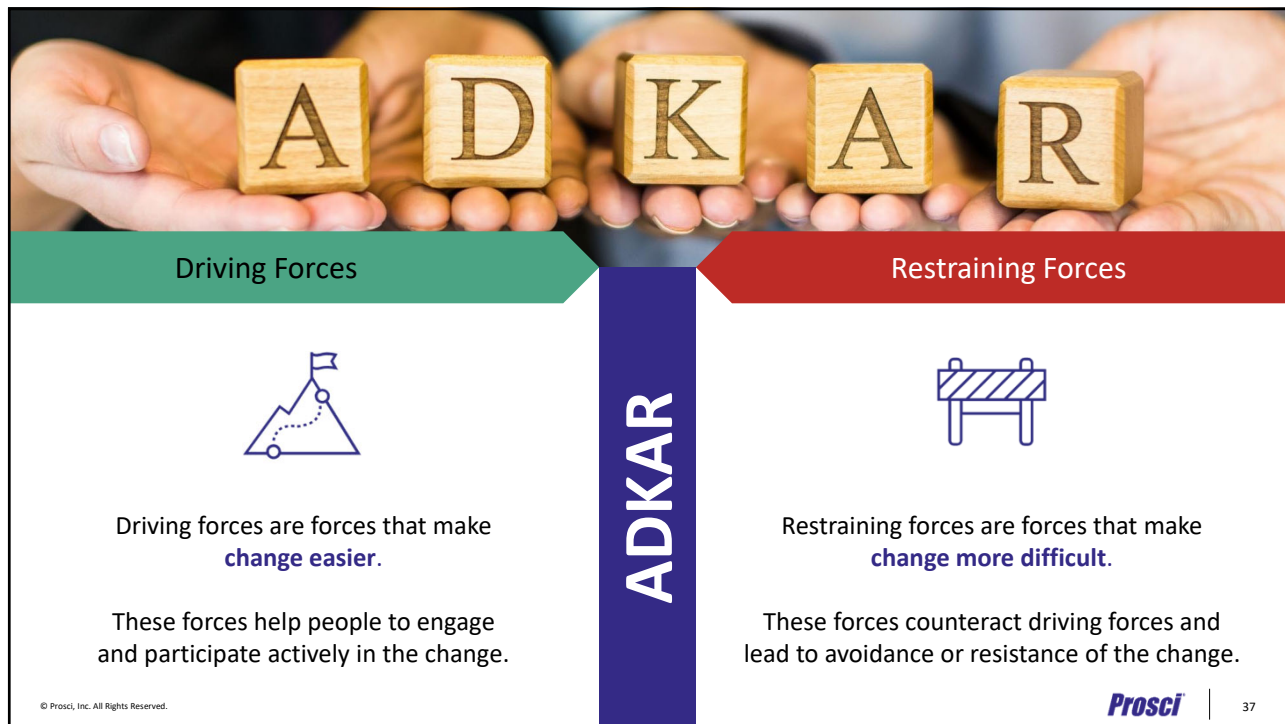 A D K A R
Driving Forces
Restraining Forces
ADKAR
Driving forces are forces that make
change easier.
These forces help people to engage
and participate actively in the change.
Restraining forces are forces that make
change more difficult.
These forces counteract driving forces and
lead to avoidance or resistance of the change.
© Prosci, Inc. All Rights Reserved.
Prosci
37